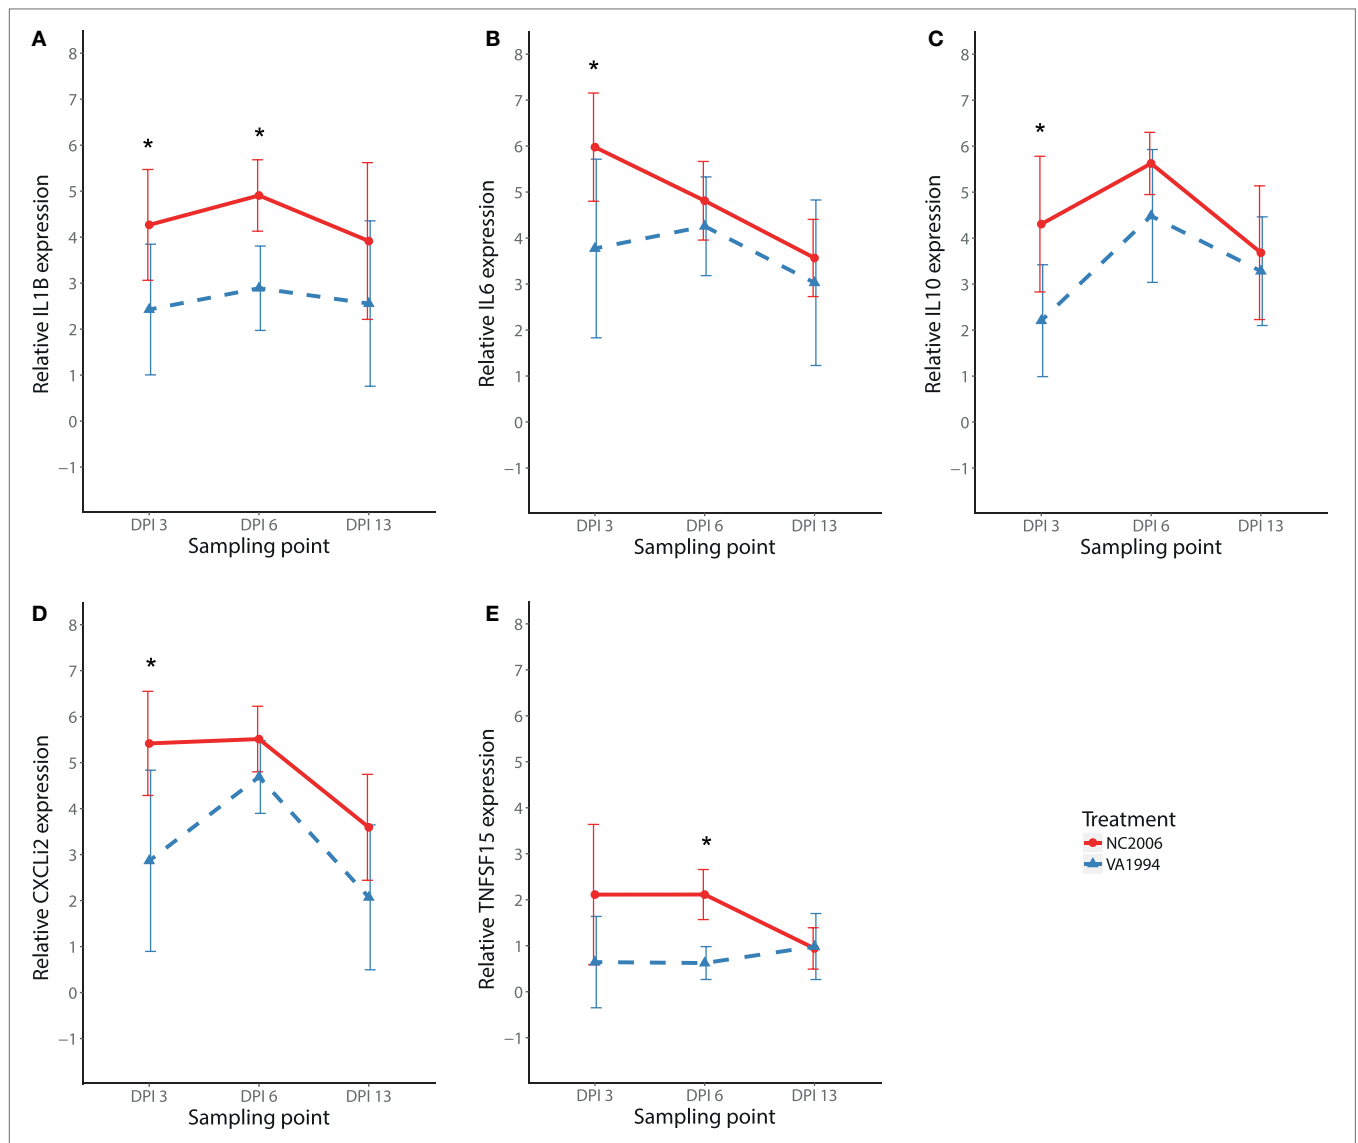 A
*
*
8
7
6
5
4
3
2
1
0
−1
Relative IL1B expression
DPI 3 DPI 6 DPI 13
Sampling point
B
*
8
7
6
5
4
3
2
1
0
−1
Relative IL6 expression
DPI 3 DPI 6 DPI 13
Sampling point
C
*
8
7
6
5
4
3
2
1
0
−1
Relative IL10 expression
DPI 3 DPI 6 DPI 13
Sampling point
D
*
8
7
6
5
4
3
2
1
0
−1
Relative CXCLi2 expression
DPI 3 DPI 6 DPI 13
Sampling point
E
*
8
7
6
5
4
3
2
1
0
−1
Relative TNFSF15 expression
DPI 3 DPI 6 DPI 13
Sampling point
Treatment
NC2006
VA1994